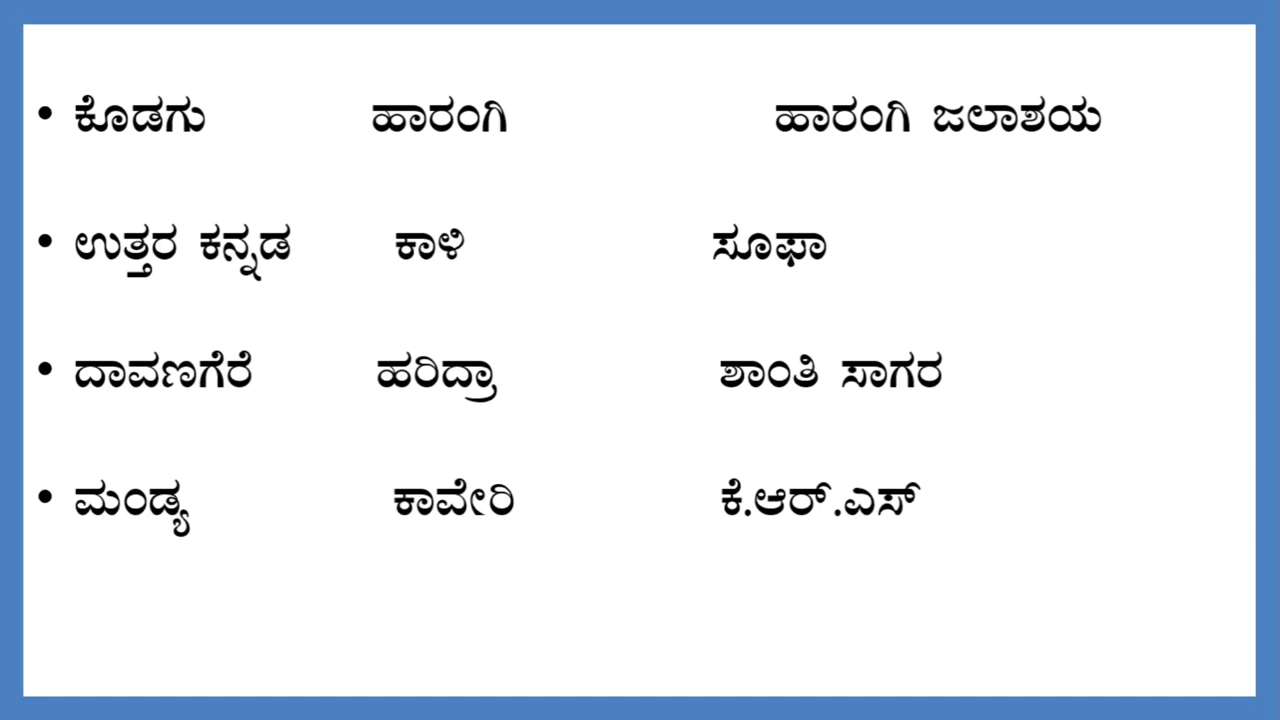 • ಕೊಡಗು ಹಾರಂಗಿ ಹಾರಂಗಿ ಜಲಾಶಯ
• ಉತ್ತರ ಕನ್ನಡ ಕಾಳಿ ಸೂಫಾ
• ದಾವಣಗೆರೆ ಹರಿದ್ರಾ ಶಾಂತಿ ಸಾಗರ
• ಮಂಡ್ಯ ಕಾವೇರಿ ಕೆ.ಆರ್.ಎಸ್